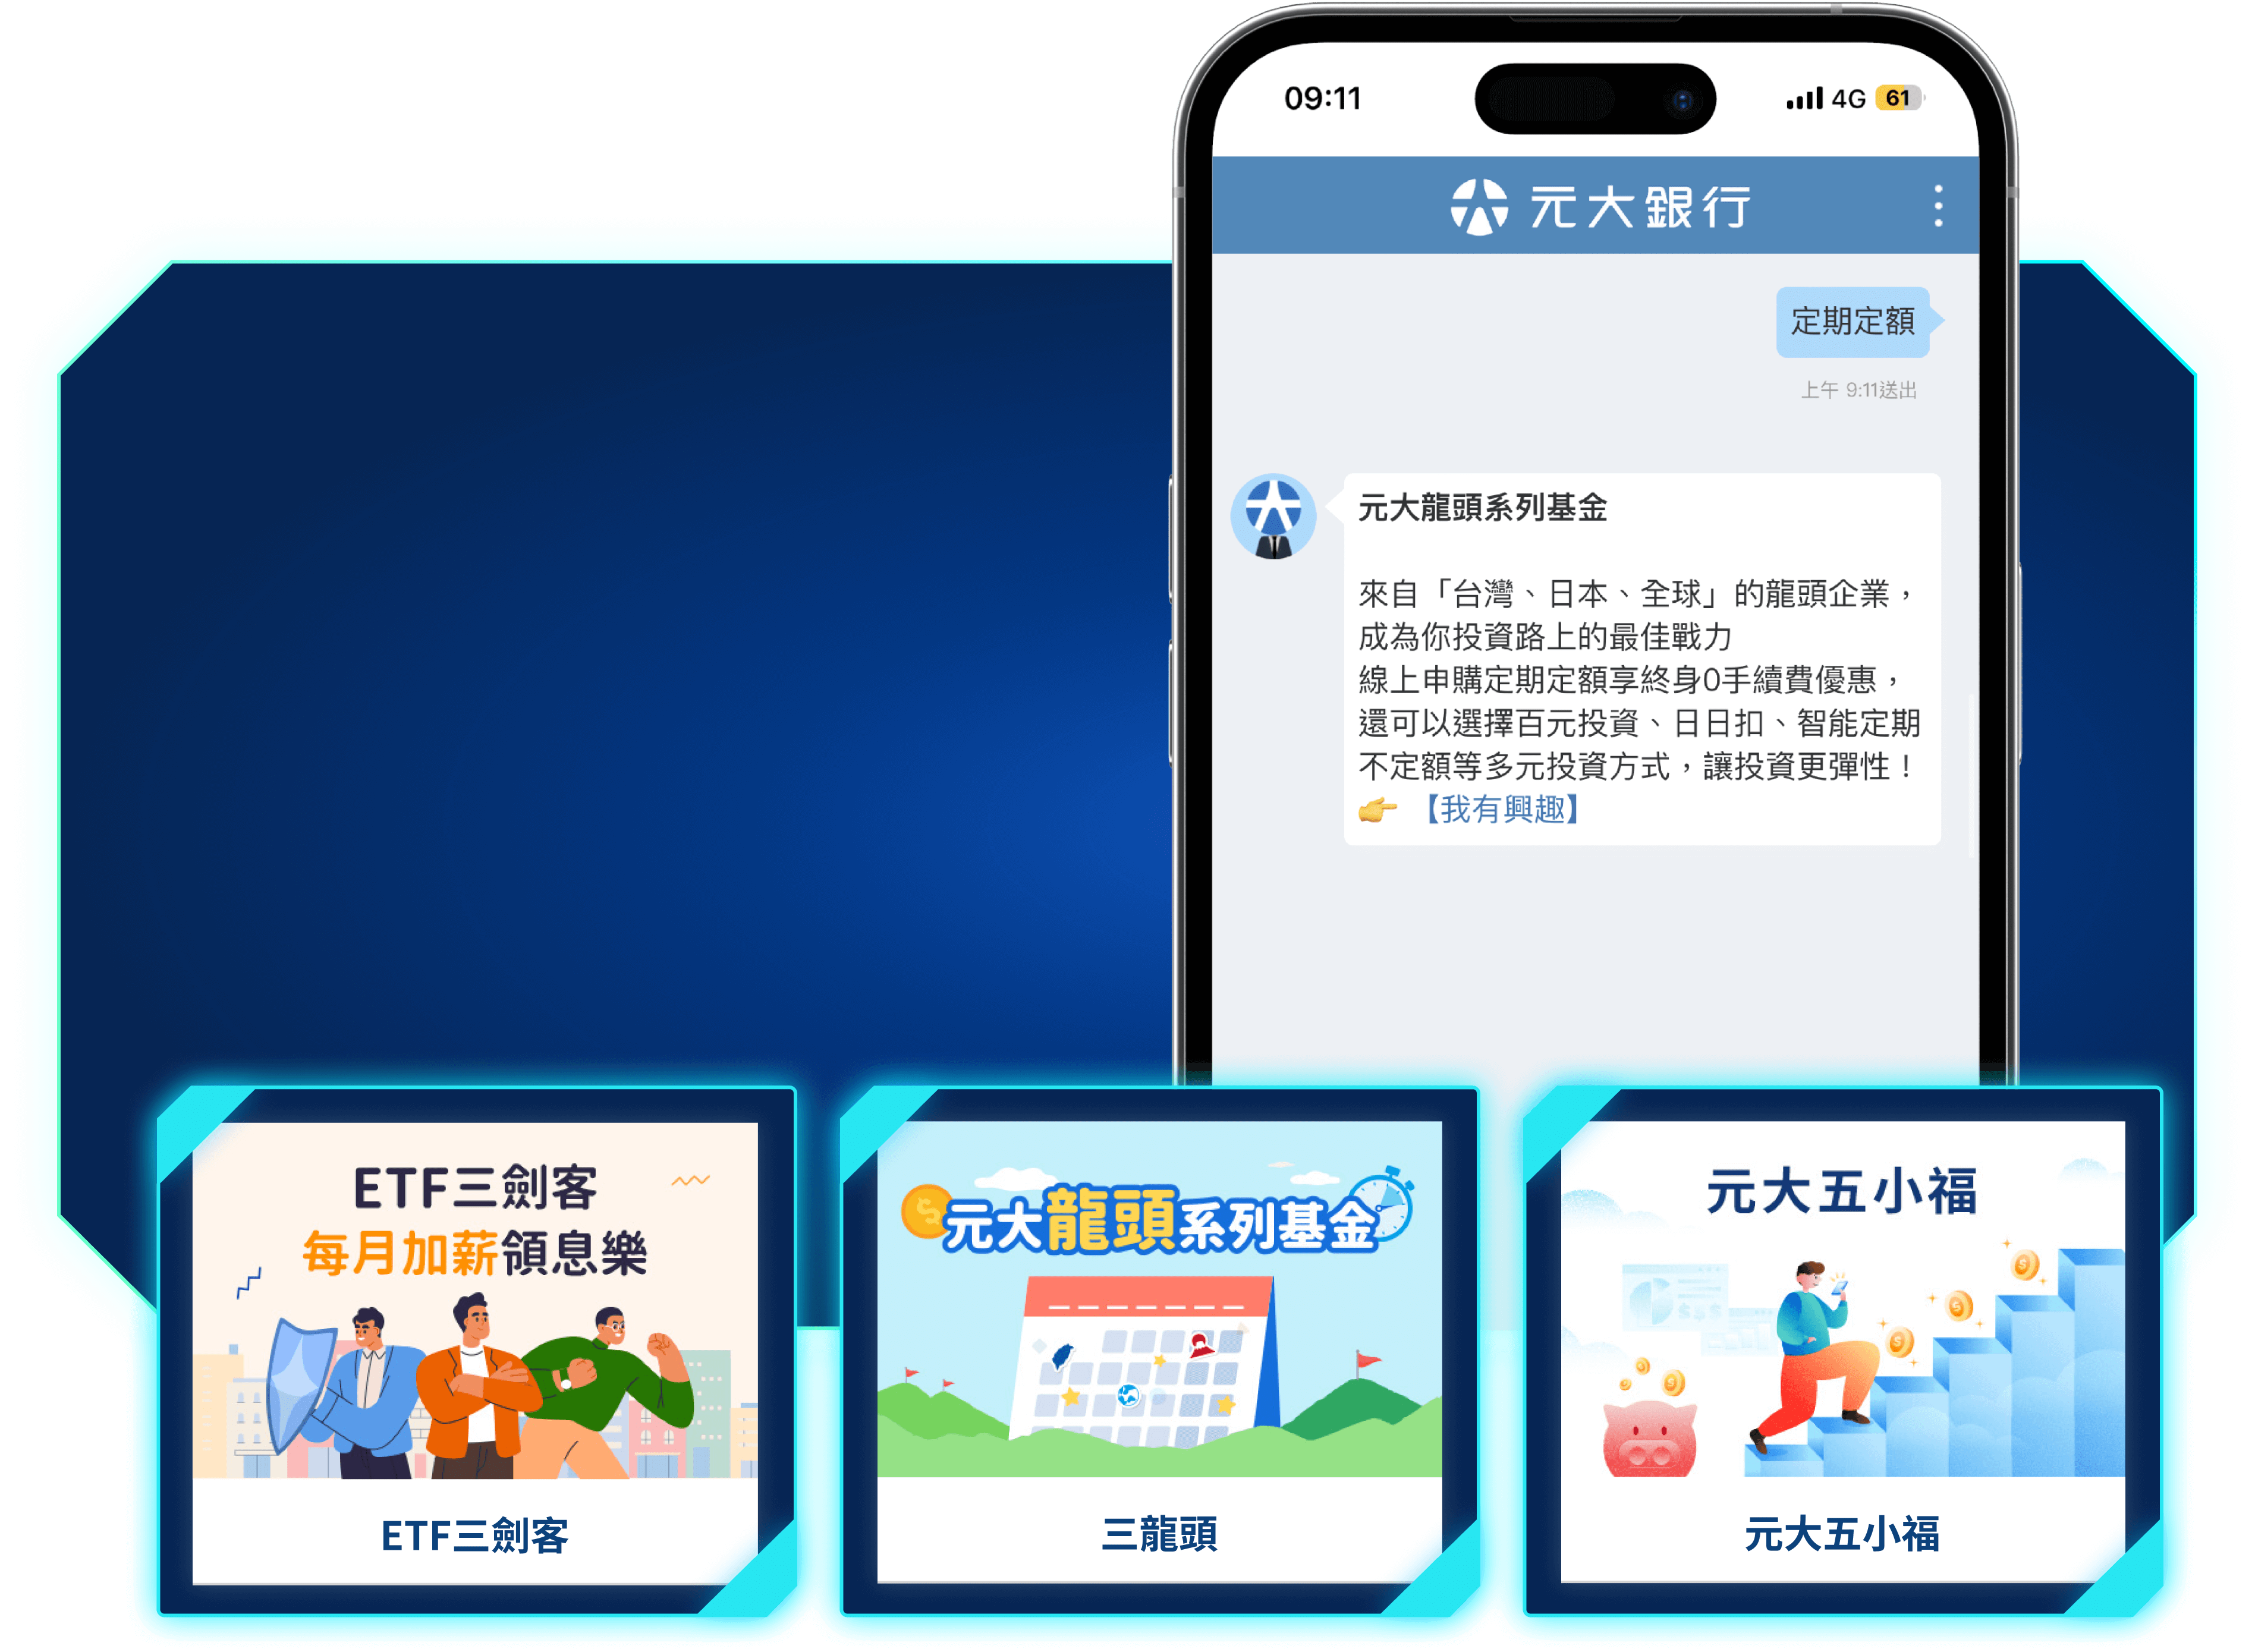 09:11
4G 61
元大銀行
定期定額
上午 9:11送出
元大龍頭系列基金
來自「台灣、日本、全球」的龍頭企業，
成為你投資路上的最佳戰力
線上申購定期定額享終身0手續費優惠，
還可以選擇百元投資、日日扣、智能定期
不定額等多元投資方式，讓投資更彈性！
👉 【我有興趣】
ETF三劍客
每月加薪領息樂
ETF三劍客
元大龍頭系列基金
三龍頭
元大五小福
元大五小福